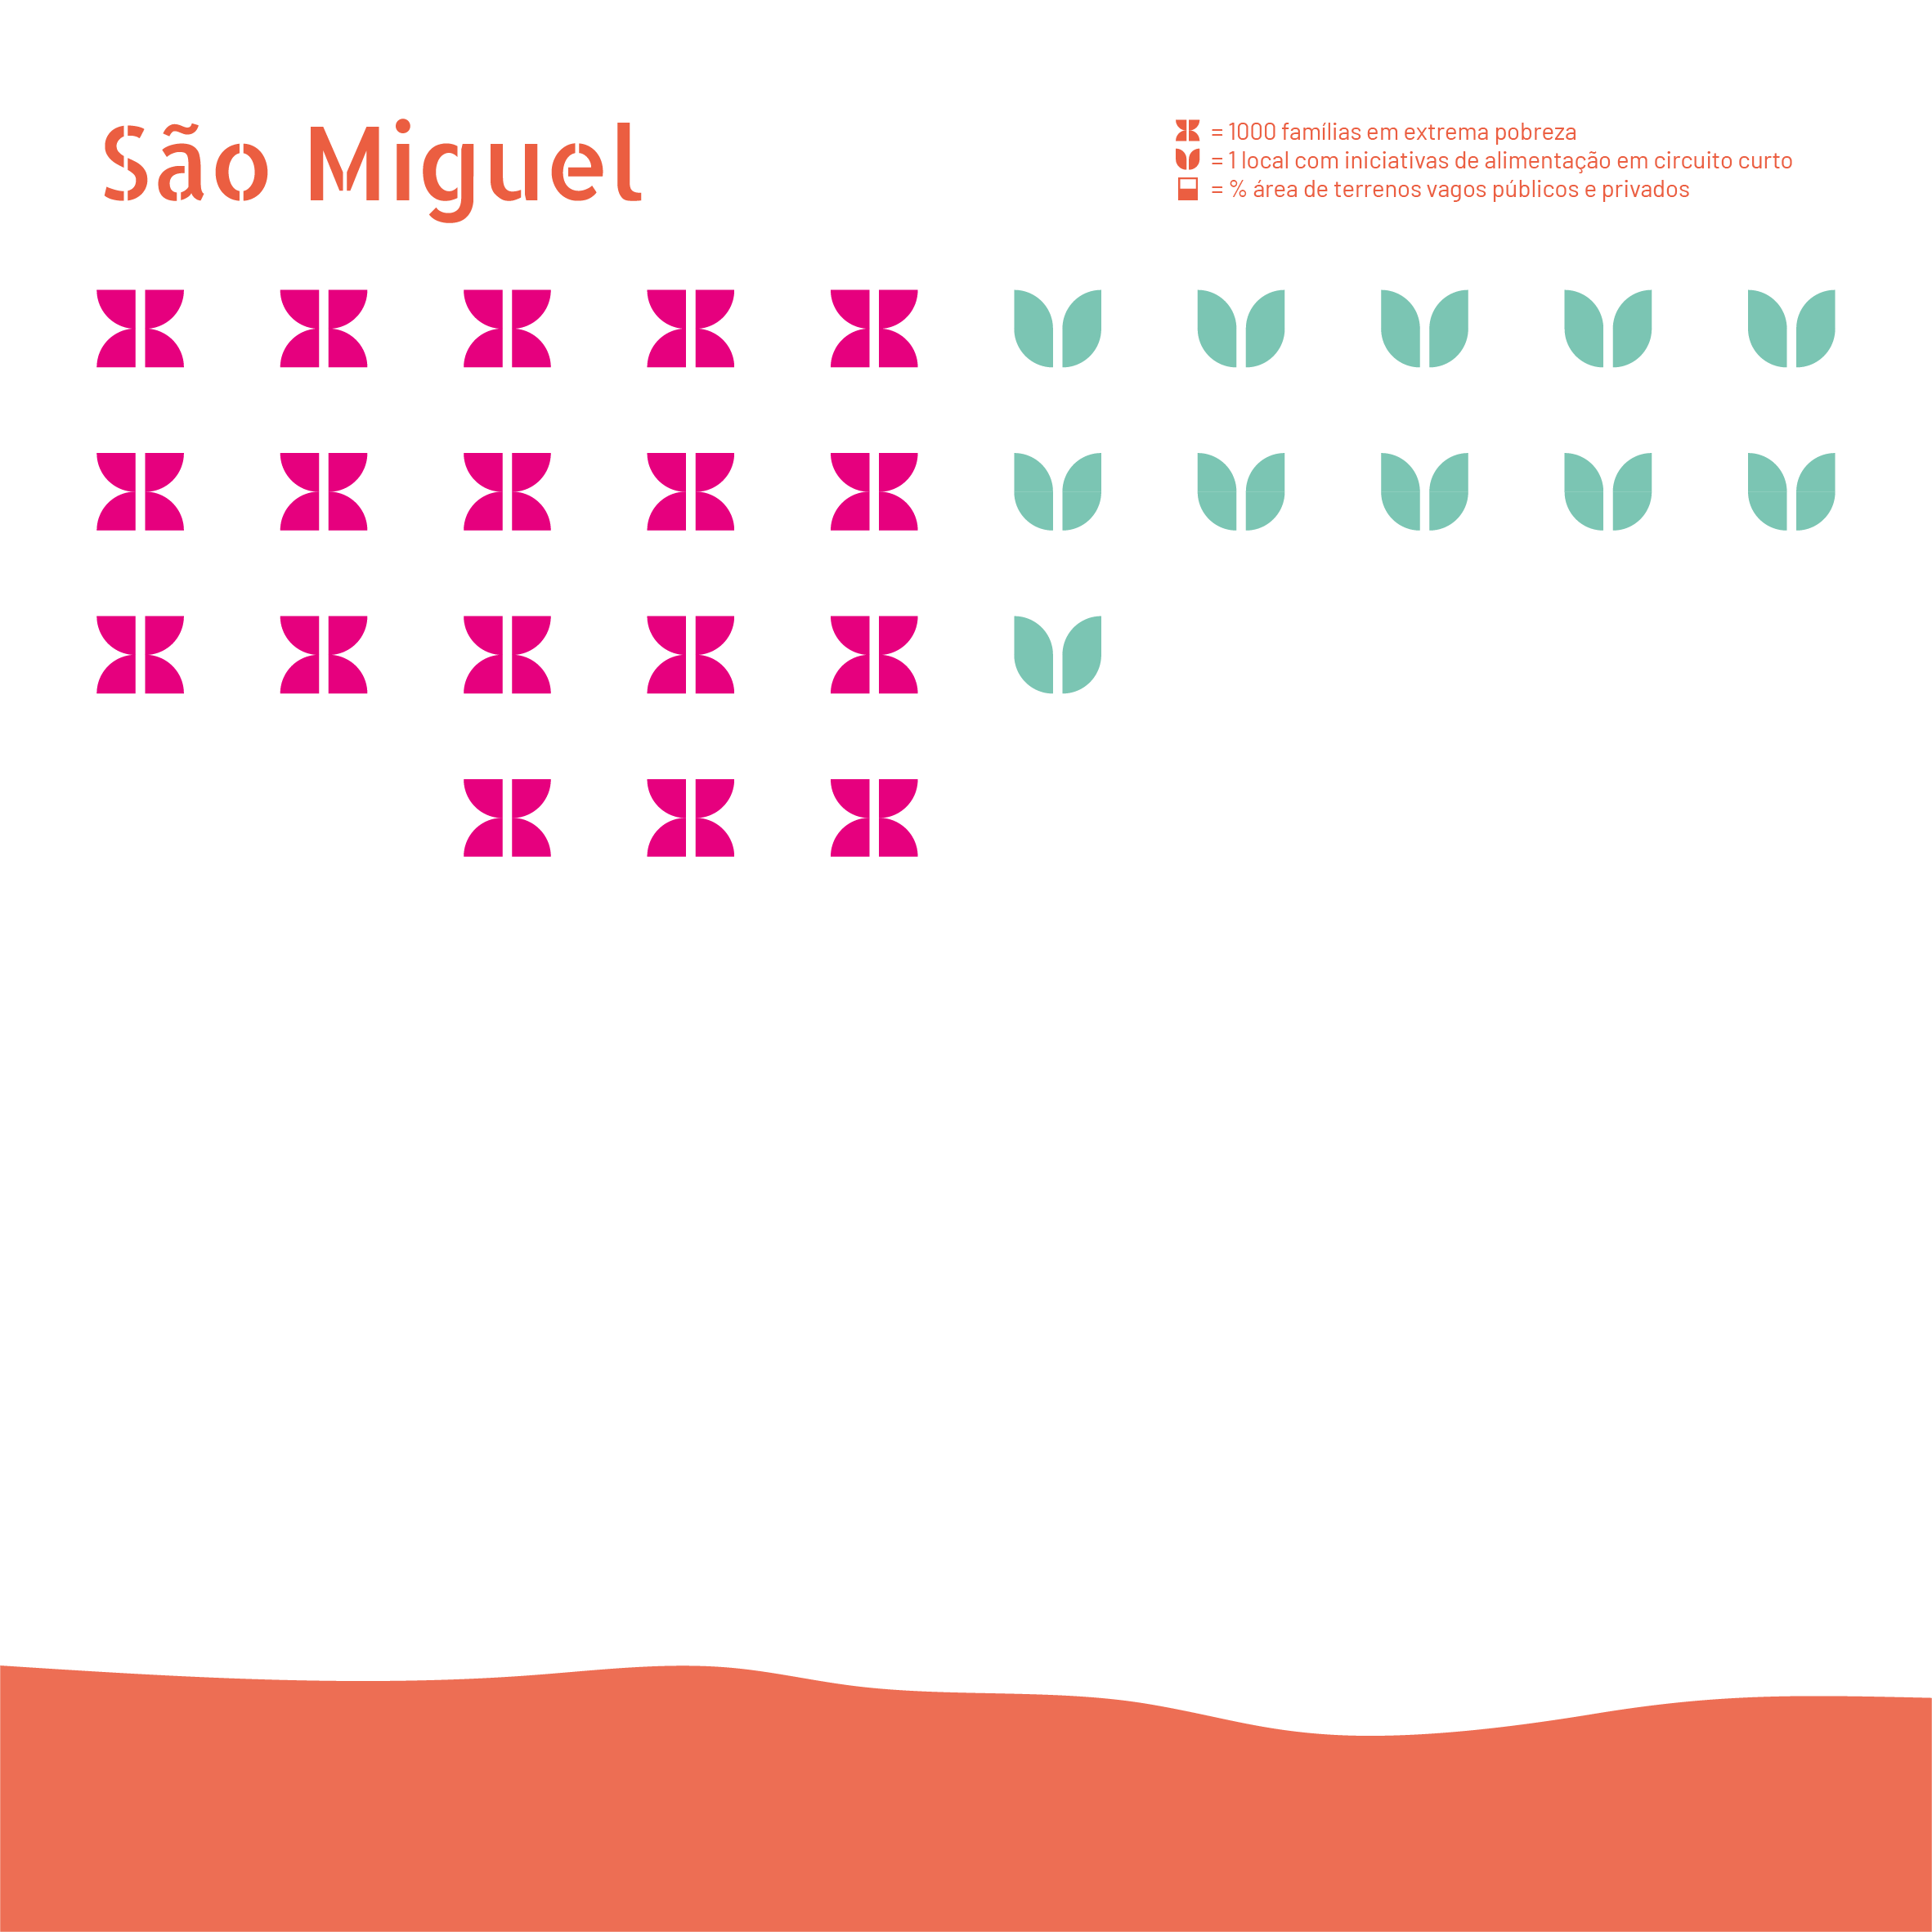 São Miguel
= 1000 famílias em extrema pobreza
= 1 local com iniciativas de alimentação em circuito curto
= % área de terrenos vagos públicos e privados